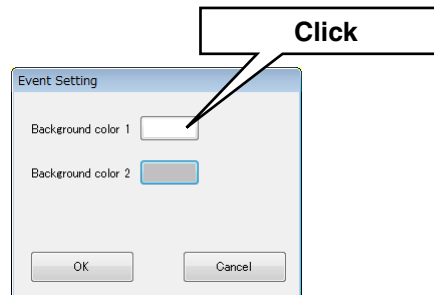 Click
Event Setting
Background color 1
Background color 2
OK
Cancel